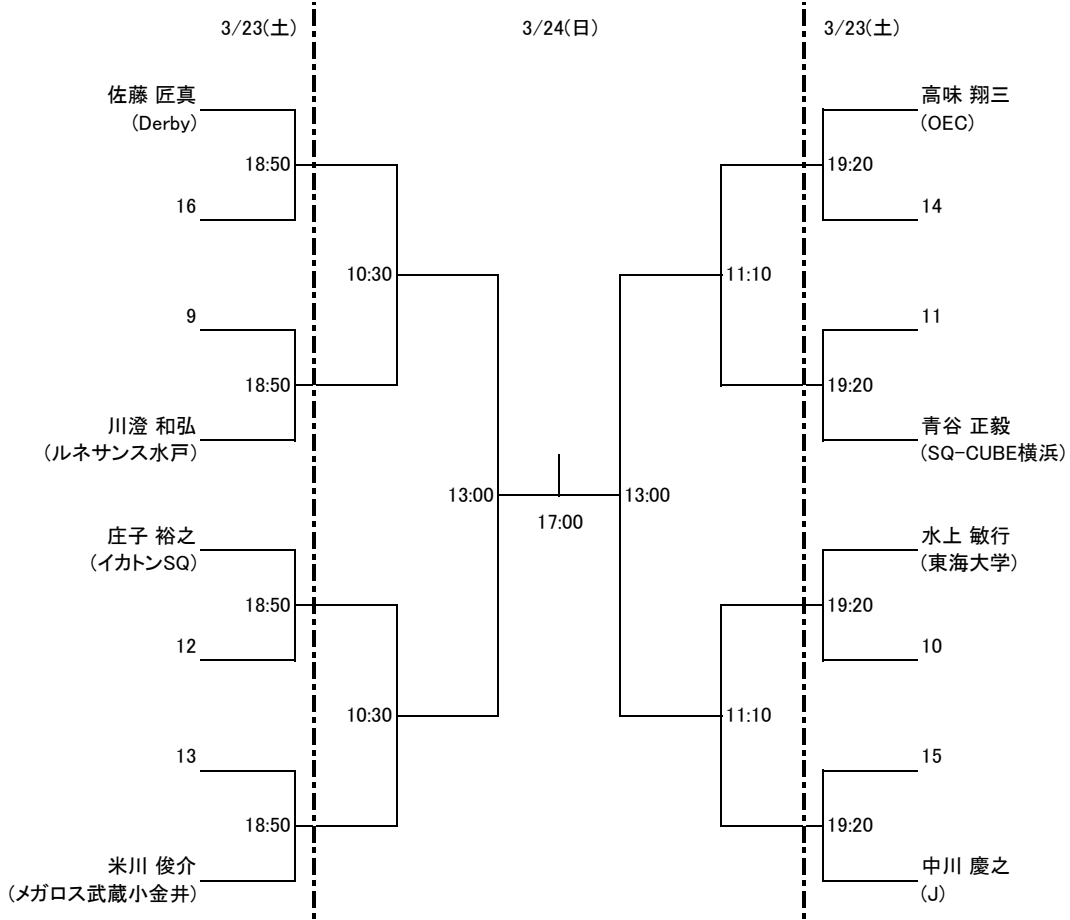 3/23(土)
3/24(日)
3/23(土)
佐藤 匠真
(Derby)
18:50
16
10:30
9
18:50
川澄 和弘
(ルネサンス水戸)
13:00
庄子 裕之
(イカトンSQ)
18:50
12
10:30
13
18:50
米川 俊介
(メガロス武蔵小金井)
17:00
高味 翔三
(OEC)
19:20
14
11:10
11
19:20
青谷 正毅
(SQ-CUBE横浜)
13:00
水上 敏行
(東海大学)
19:20
10
11:10
15
19:20
中川 慶之
(J)